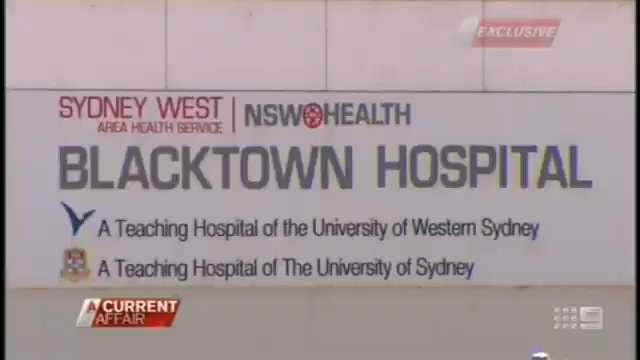 EXCLUSIVE
SYDNEY WEST
AREA HEALTH SERVICE
NSW HEALTH
BLACKTOWN HOSPITAL
A Teaching Hospital of the University of Western Sydney
A Teaching Hospital of The University of Sydney
A CURRENT
AFFAIR
9